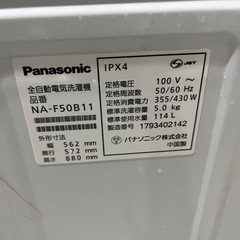 Panasonic
全自動電気洗濯機
品番
NA-F50B11
外形寸法
幅 562 mm
奥行 572 mm
高さ 880 mm
IPX4
JET
定格電圧 100 V ~
定格周波数 50/60 Hz
定格消費電力 355/430 W
標準洗濯容量 5.0 kg
標準使用水量 114 L
製造番号 1793402142
パナソニック株式会社
中国製